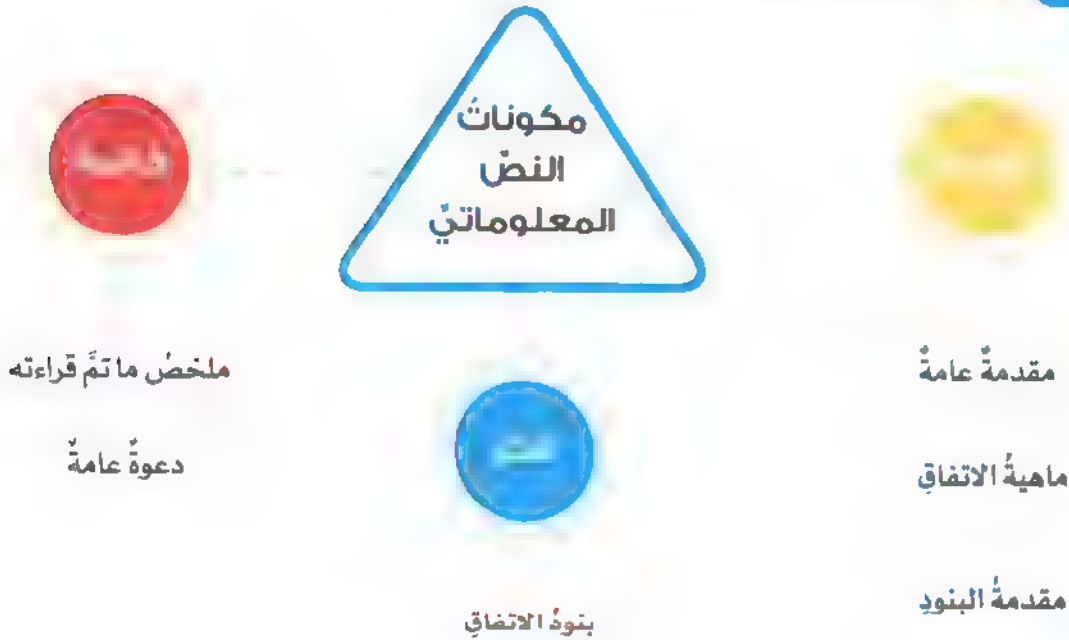 مكوناتُ
النصّ
المعلوماتيّ
مقدمةٌ عامةٌ
ماهيةُ الاتفاقِ
مقدمةُ البنودِ
بنودُ الاتفاقِ
ملخصُ ما تمَّ قراءته
دعوةٌ عامةٌ